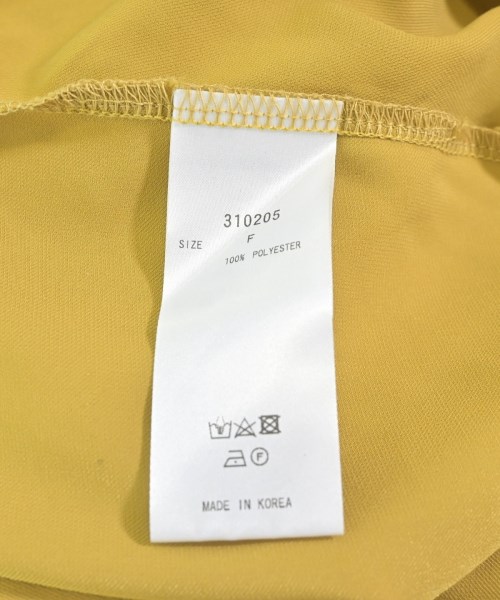 310205
SIZE F
100% POLYESTER
F
MADE IN KOREA